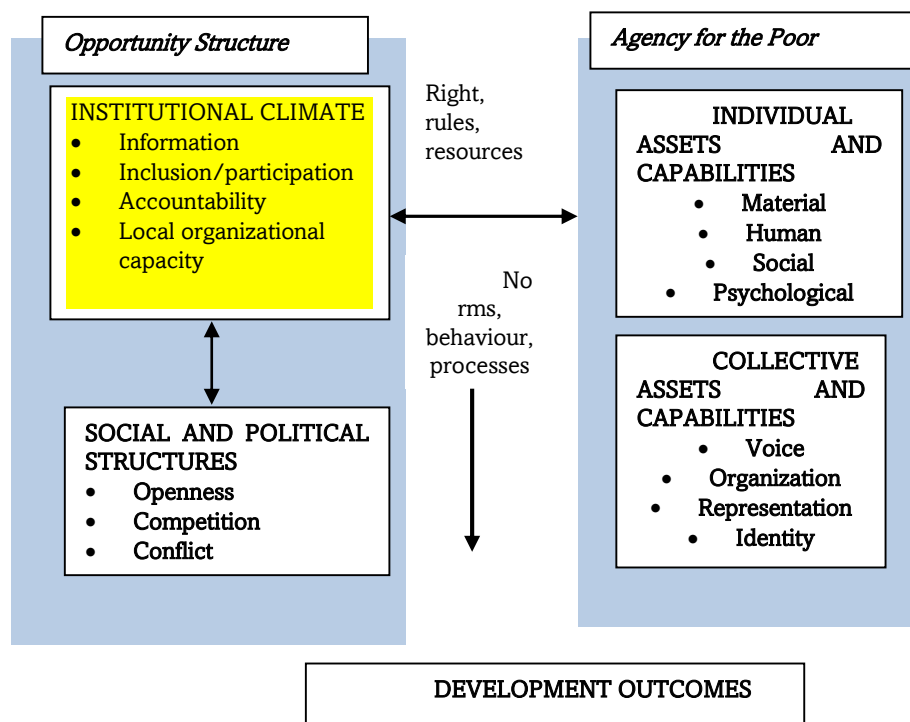 Opportunity Structure
INSTITUTIONAL CLIMATE
• Information
• Inclusion/participation
• Accountability
• Local organizational
capacity
SOCIAL AND POLITICAL
STRUCTURES
• Openness
• Competition
• Conflict
Right,
rules,
resources
No
rms,
behaviour,
processes
Agency for the Poor
INDIVIDUAL
ASSETS AND
CAPABILITIES
• Material
• Human
• Social
• Psychological
COLLECTIVE
ASSETS AND
CAPABILITIES
• Voice
• Organization
• Representation
• Identity
DEVELOPMENT OUTCOMES